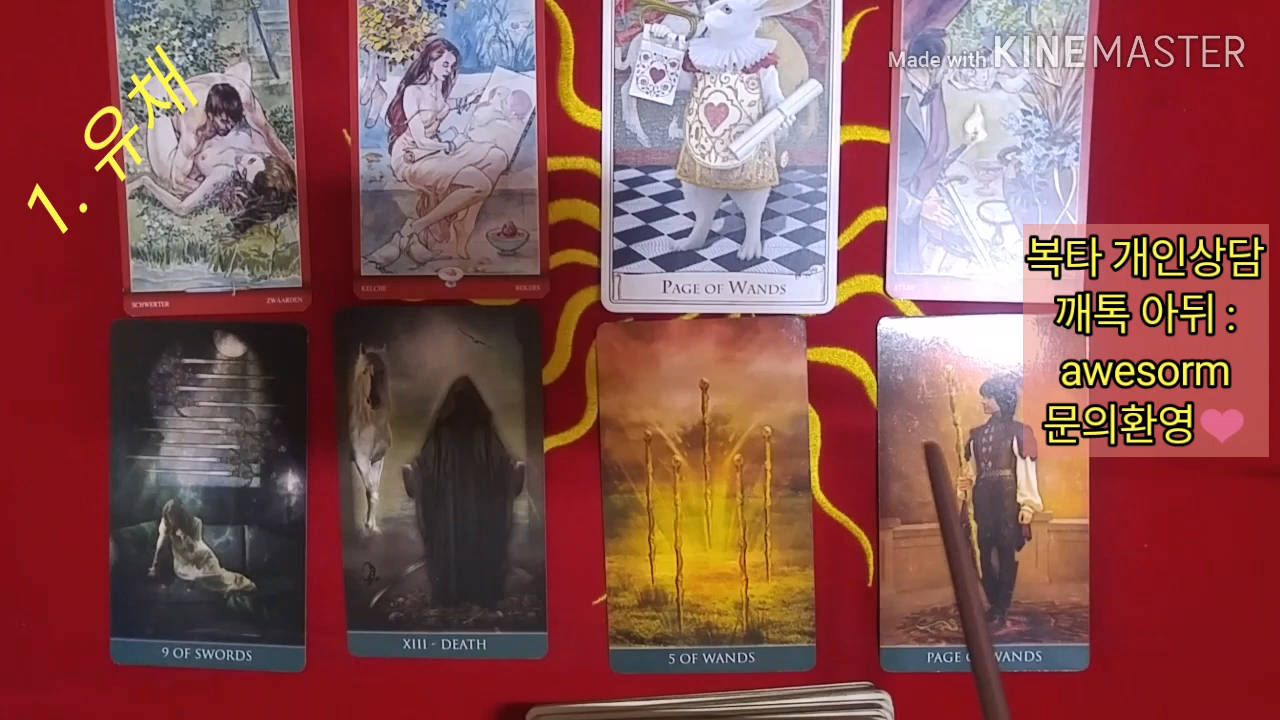 Made with KINEMASTER
1. 유채
SCHWERTER ZWAARDEN
KELCHE BEKERS
PAGE OF WANDS
복타 개인상담
깨톡 아뒤 :
awesorm
문의환영
9 OF SWORDS
XIII - DEATH
5 OF WANDS
PAGE OF WANDS